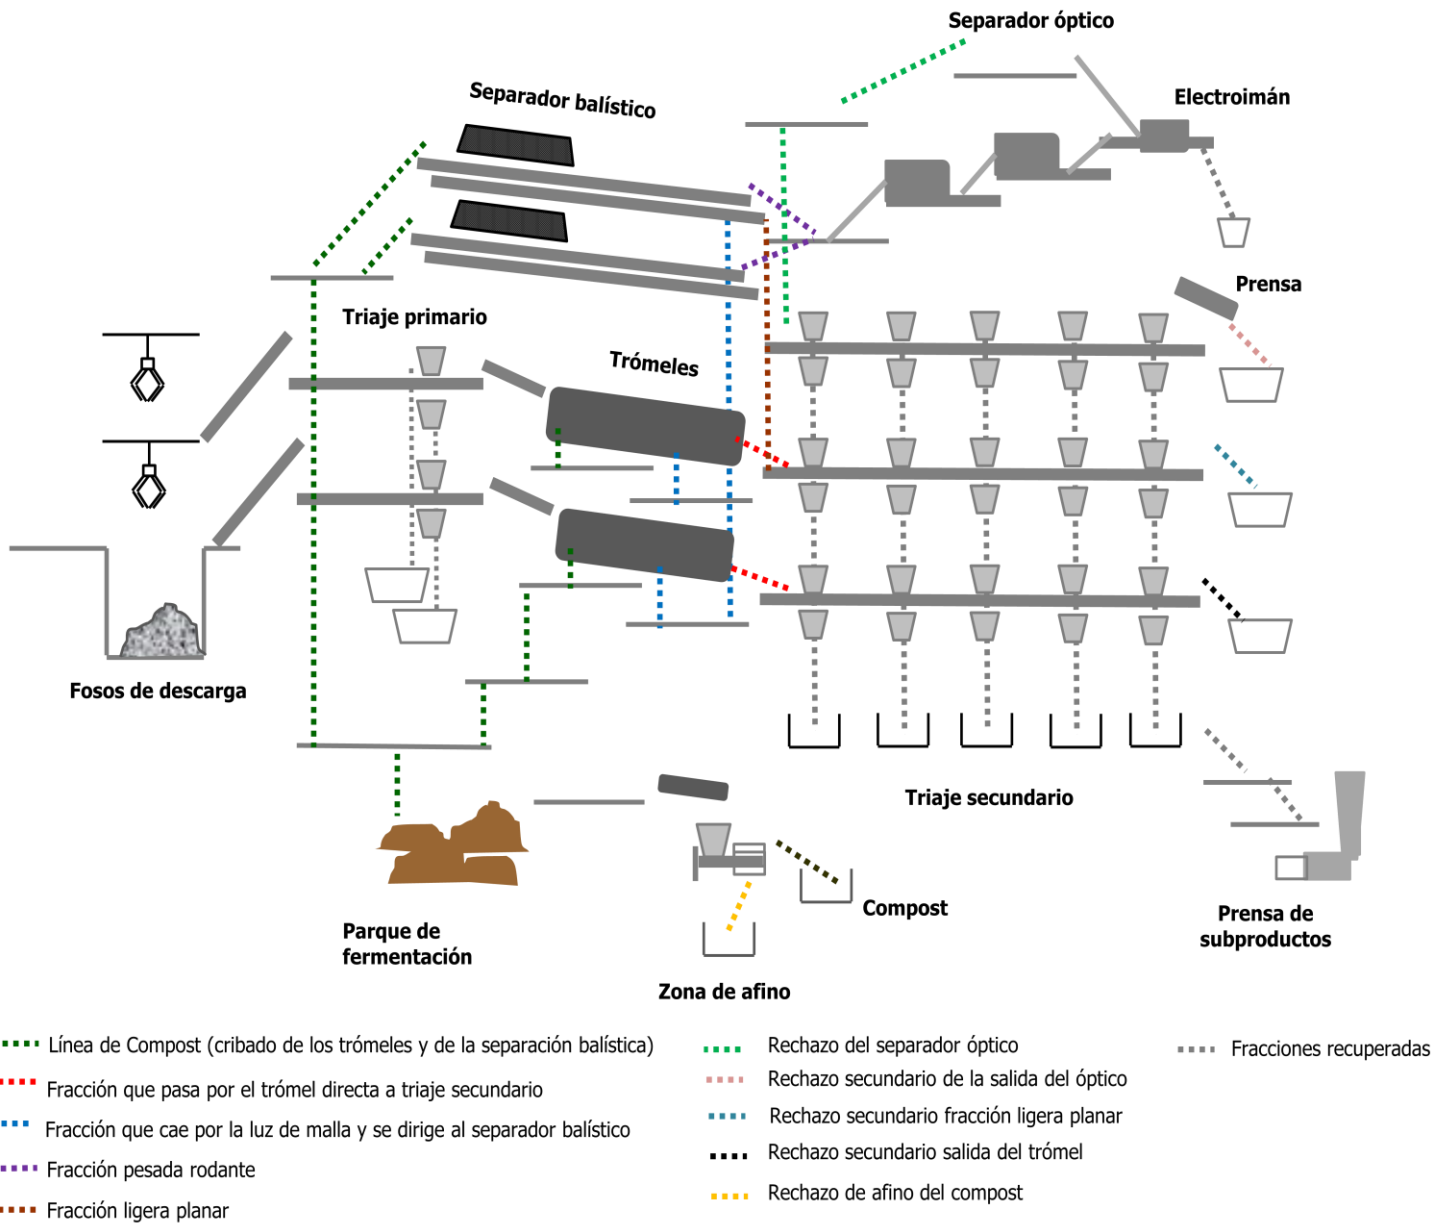 Separador óptico
Separador balístico
Electroimán
Prensa
Triaje primario
Trómeles
Fosos de descarga
Triaje secundario
Compost
Parque de
fermentación
Prensa de
subproductos
Zona de afino
Línea de Compost (cribado de los trómeles y de la separación balística)
Fracción que pasa por el trómel directa a triaje secundario
Fracción que cae por la luz de malla y se dirige al separador balístico
Fracción pesada rodante
Fracción ligera planar
Rechazo del separador óptico
Rechazo secundario de la salida del óptico
Rechazo secundario fracción ligera planar
Rechazo secundario salida del trómel
Rechazo de afino del compost
Fracciones recuperadas